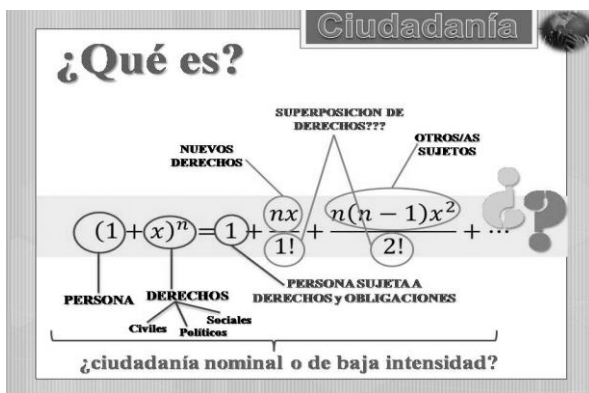 Ciudadanía
¿Qué es?
SUPERPOSICION DE
DERECHOS???
NUEVOS
DERECHOS
OTROS/AS
SUJETOS
(1 + x)^n = 1 + nx/1! + n(n − 1)x^2/2! + ...
¿?
PERSONA
DERECHOS
PERSONA SUJETA A
DERECHOS y OBLIGACIONES
Civiles
Políticos
Sociales
¿ciudadanía nominal o de baja intensidad?